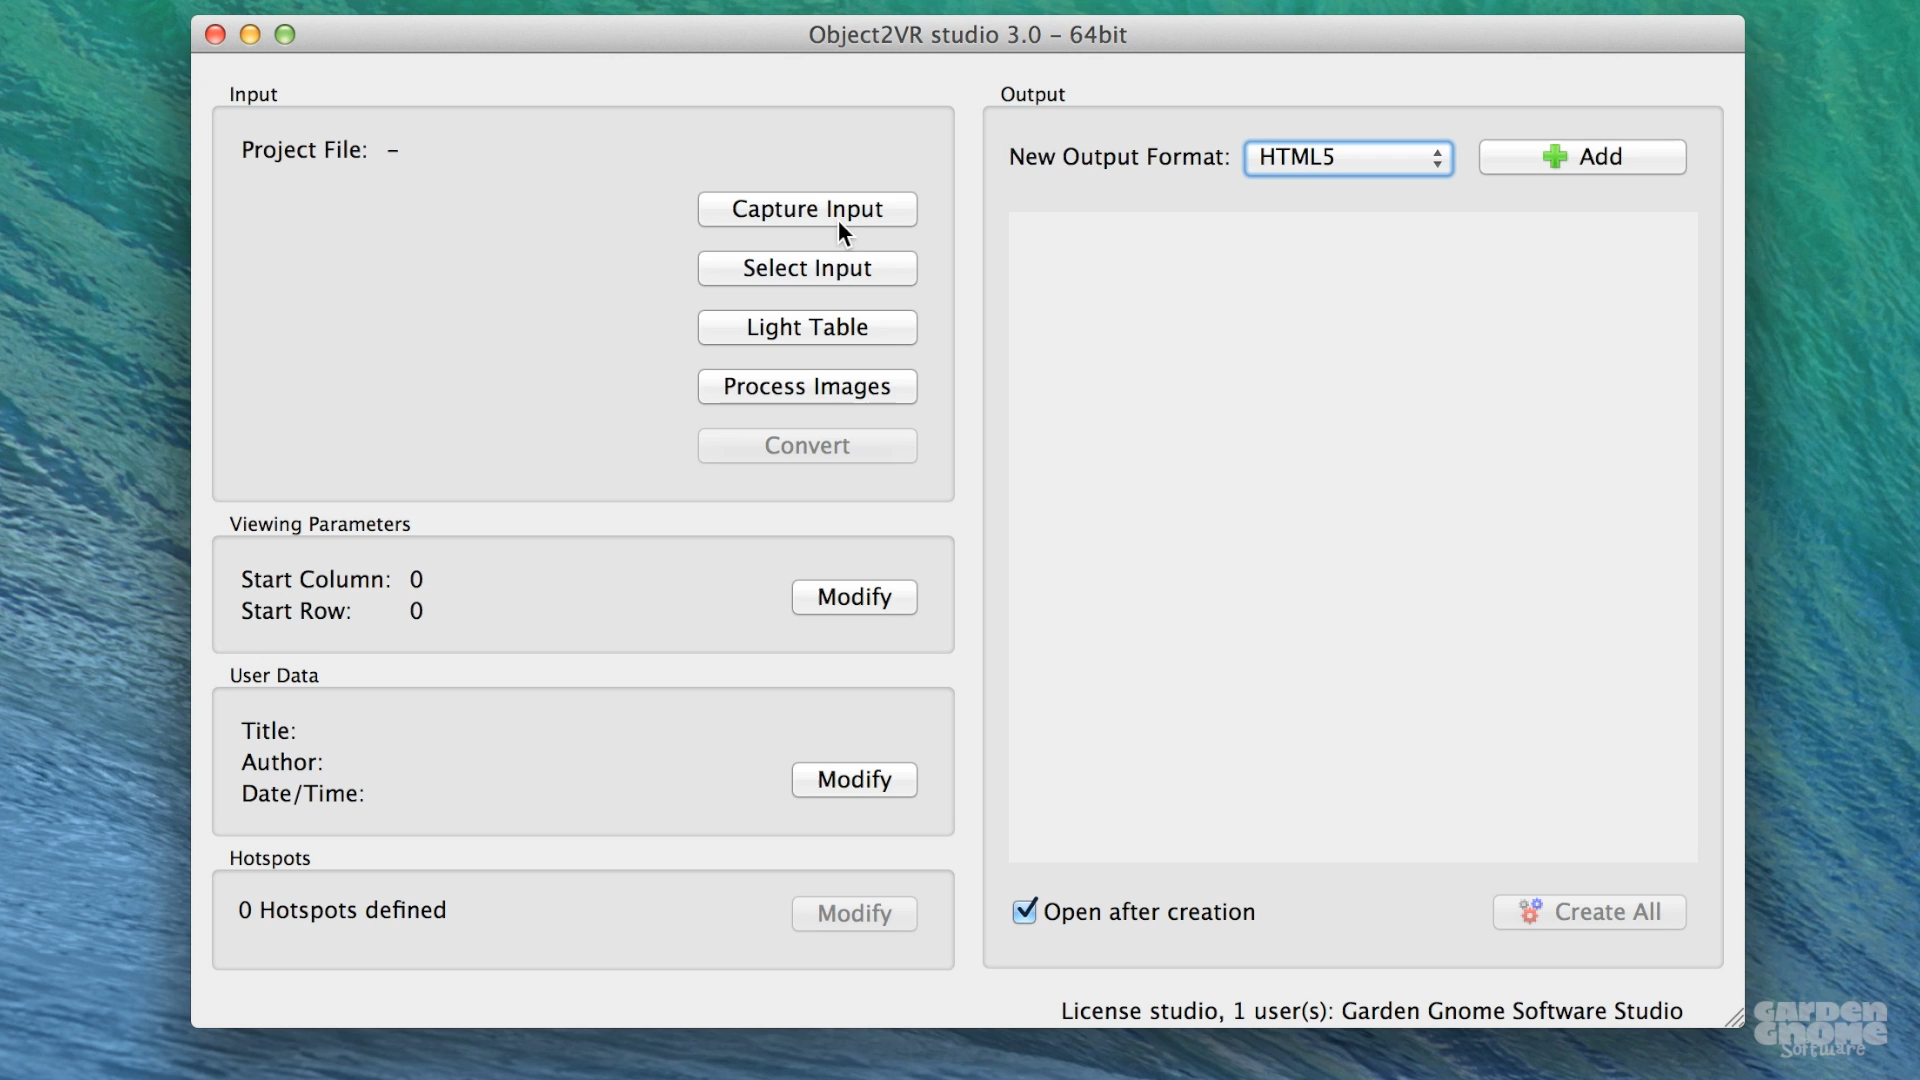 Object2VR studio 3.0 – 64bit
Input
Project File: –
Capture Input
Select Input
Light Table
Process Images
Convert
Viewing Parameters
Start Column: 0
Start Row: 0
Modify
User Data
Title:
Author:
Date/Time:
Modify
Hotspots
0 Hotspots defined
Modify
Output
New Output Format: HTML5 Add
Open after creation
Create All
License studio, 1 user(s): Garden Gnome Software Studio
GARDEN
GNOME
Software